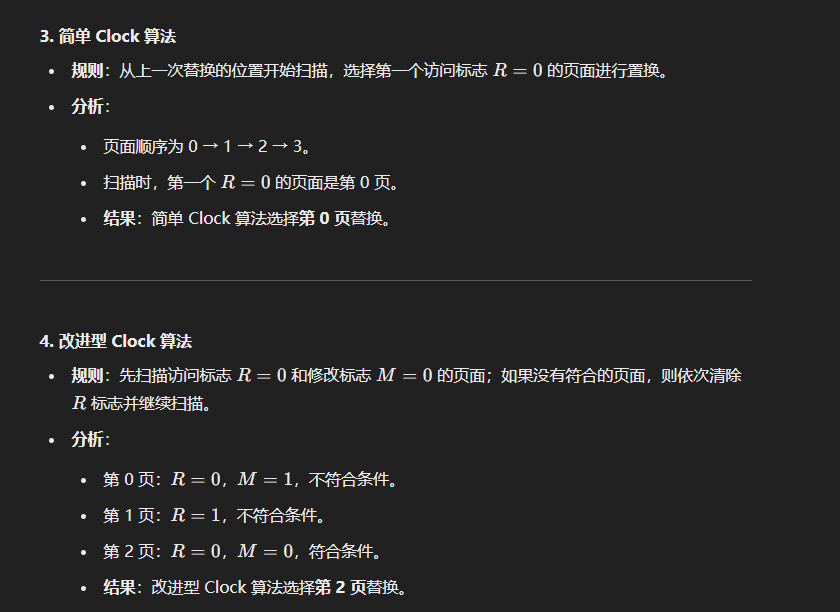 3. 简单 Clock 算法
规则：从上一次替换的位置开始扫描，选择第一个访问标志 R = 0 的页面进行置换。
分析：
页面顺序为 0 → 1 → 2 → 3。
扫描时，第一个 R = 0 的页面是第 0 页。
结果：简单 Clock 算法选择第 0 页替换。
4. 改进型 Clock 算法
规则：先扫描访问标志 R = 0 和修改标志 M = 0 的页面；如果没有符合的页面，则依次清除
R 标志并继续扫描。
分析：
第 0 页：R = 0，M = 1，不符合条件。
第 1 页：R = 1，不符合条件。
第 2 页：R = 0，M = 0，符合条件。
结果：改进型 Clock 算法选择第 2 页替换。